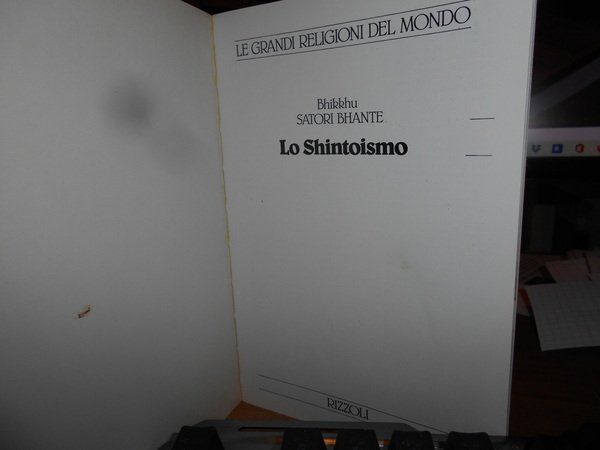 LE GRANDI RELIGIONI DEL MONDO
Bhikkhu
SATORI BHANTE
Lo Shintoismo
RIZZOLI